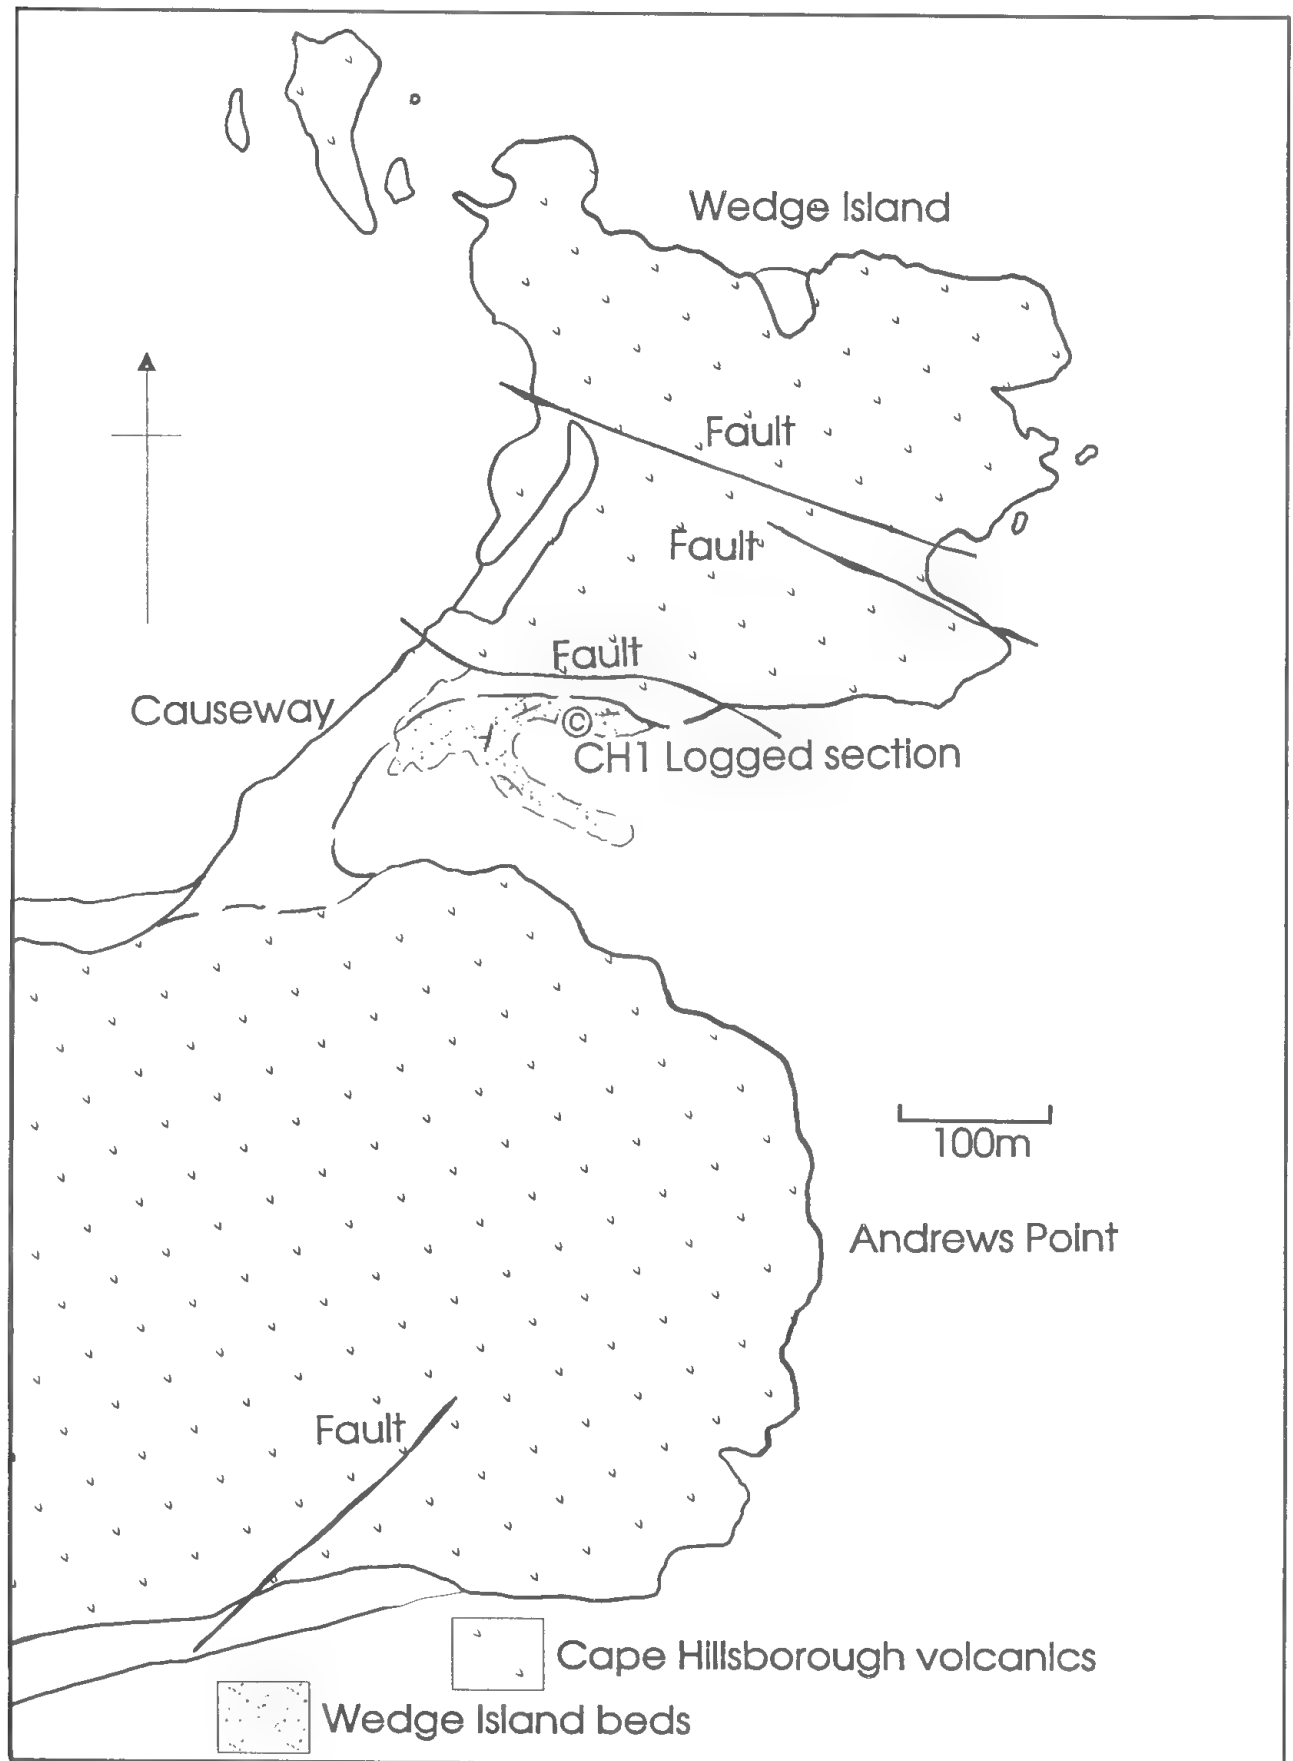 Wedge Island
Fault
Fault
Fault
Causeway
© CH1 Logged section
100m
Andrews Point
Fault
Cape Hillsborough volcanics
Wedge Island beds